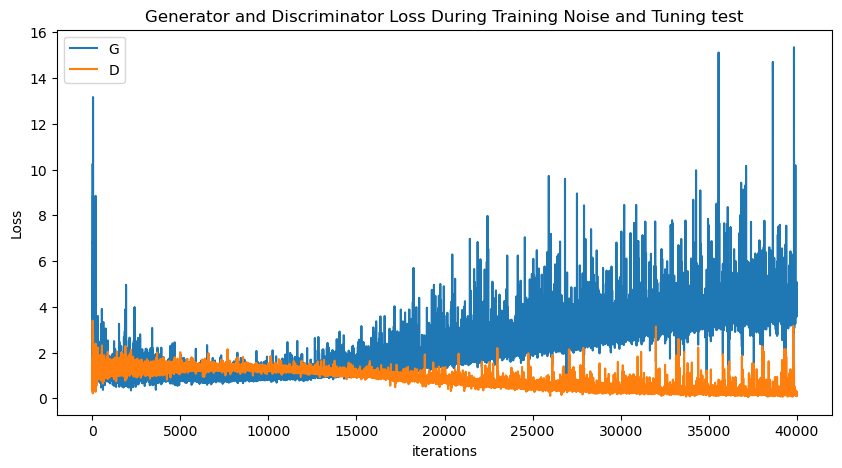 Generator and Discriminator Loss During Training Noise and Tuning test
G
D
Loss
16
14
12
10
8
6
4
2
0
0 5000 10000 15000 20000 25000 30000 35000 40000
iterations